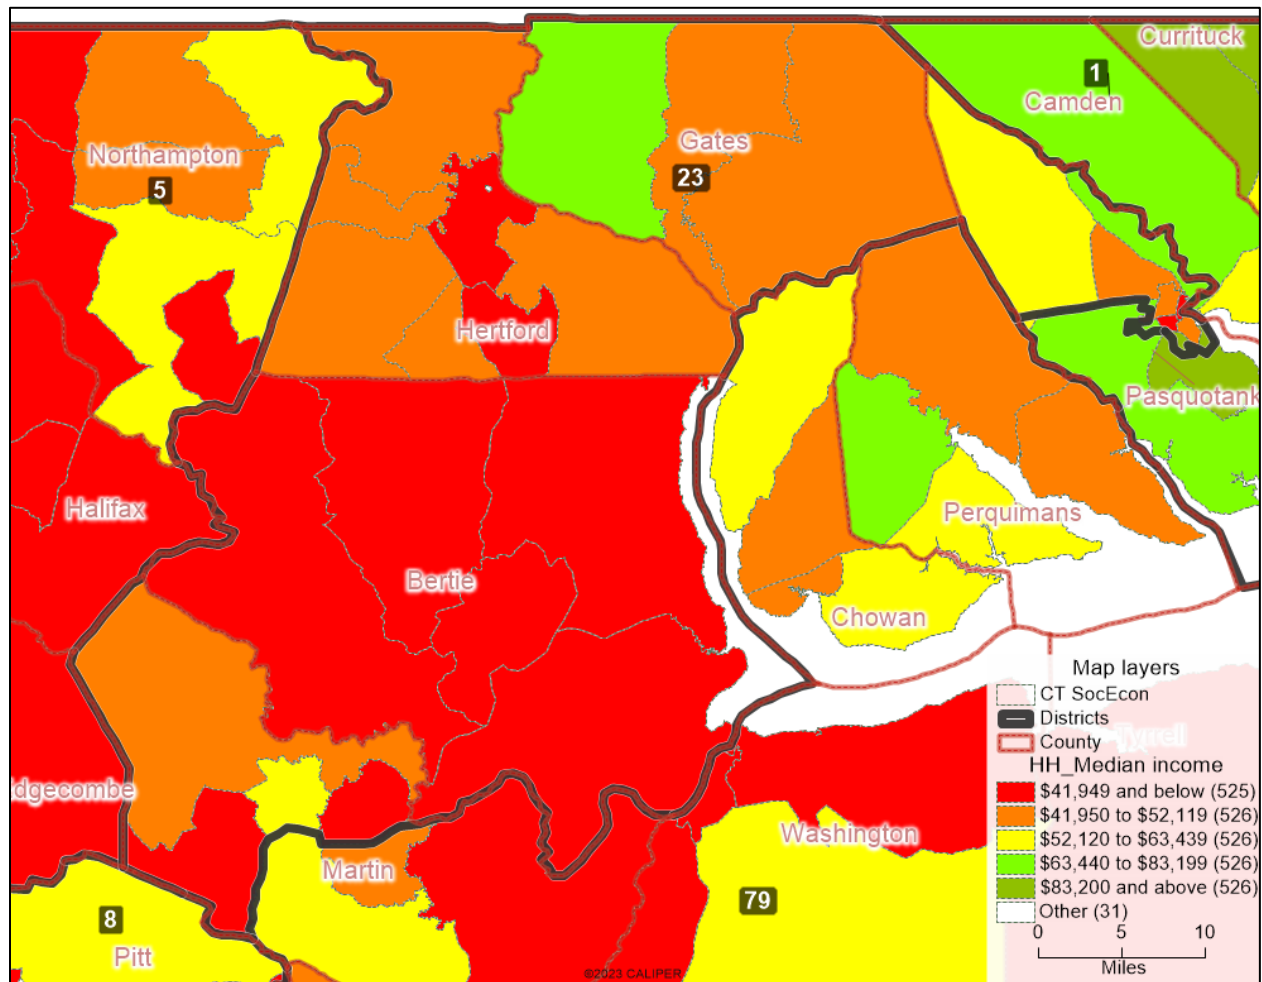 Currituck
1
Camden
Gates
Northampton
5
23
Hertford
Pasquotank
Halifax
Perquimans
Bertie
Chowan
Map layers
CT SocEcon
Districts
County
Tyrrell
HH_Median income
$41,949 and below (525)
$41,950 to $52,119 (526)
$52,120 to $63,439 (526)
$63,440 to $83,199 (526)
$83,200 and above (526)
Other (31)
0 5 10
Miles
dgecombe
Washington
Martin
79
8
Pitt
©2023 CALIPER